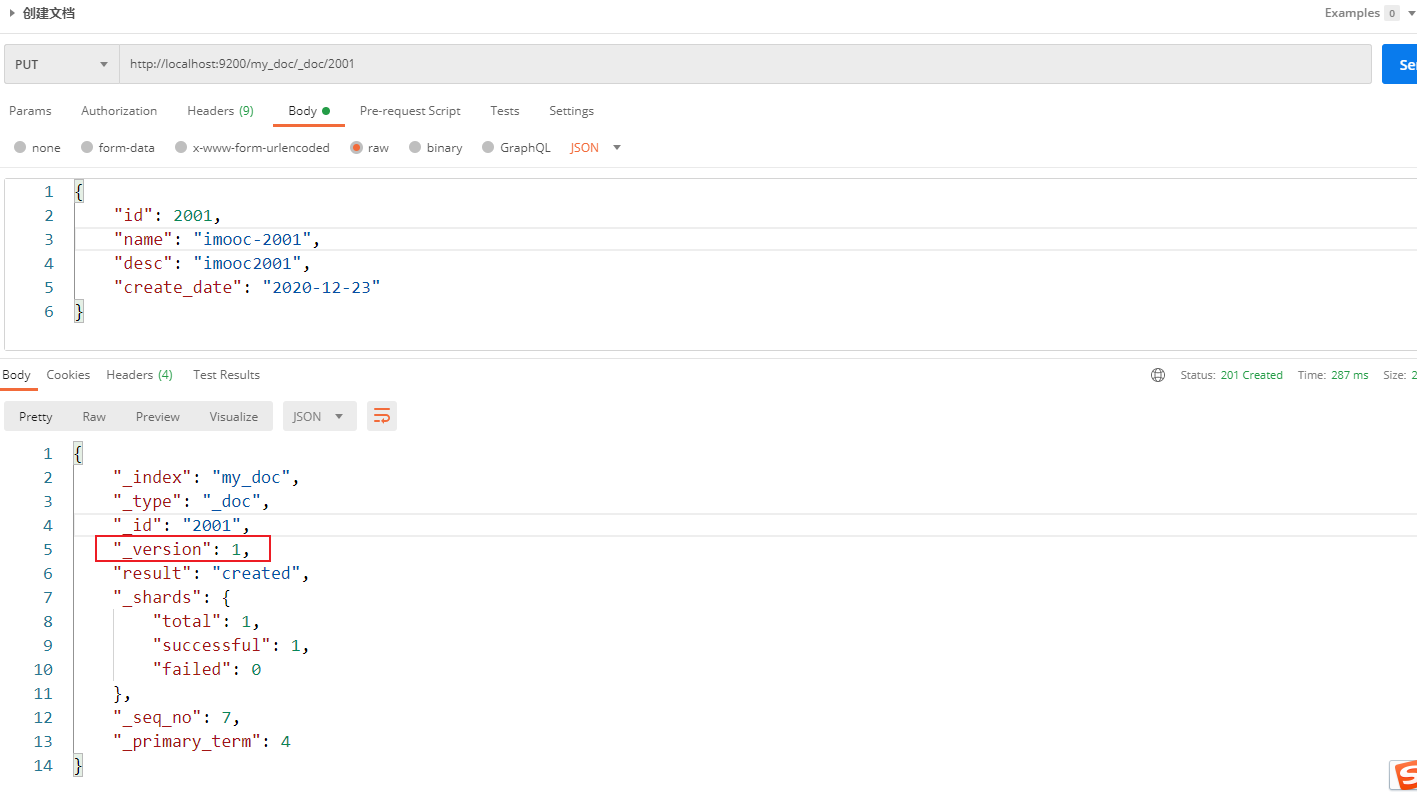 创建文档
Examples 0
PUT http://localhost:9200/my_doc/_doc/2001
Params Authorization Headers (9) Body Pre-request Script Tests Settings
none form-data x-www-form-urlencoded raw binary GraphQL JSON
1 {
2 "id": 2001,
3 "name": "imooc-2001",
4 "desc": "imooc2001",
5 "create_date": "2020-12-23"
6 }
Body Cookies Headers (4) Test Results Status: 201 Created Time: 287 ms Size:
Pretty Raw Preview Visualize JSON
1 {
2 "_index": "my_doc",
3 "_type": "_doc",
4 "_id": "2001",
5 "_version": 1,
6 "result": "created",
7 "_shards": {
8 "total": 1,
9 "successful": 1,
10 "failed": 0
11 },
12 "_seq_no": 7,
13 "_primary_term": 4
14 }